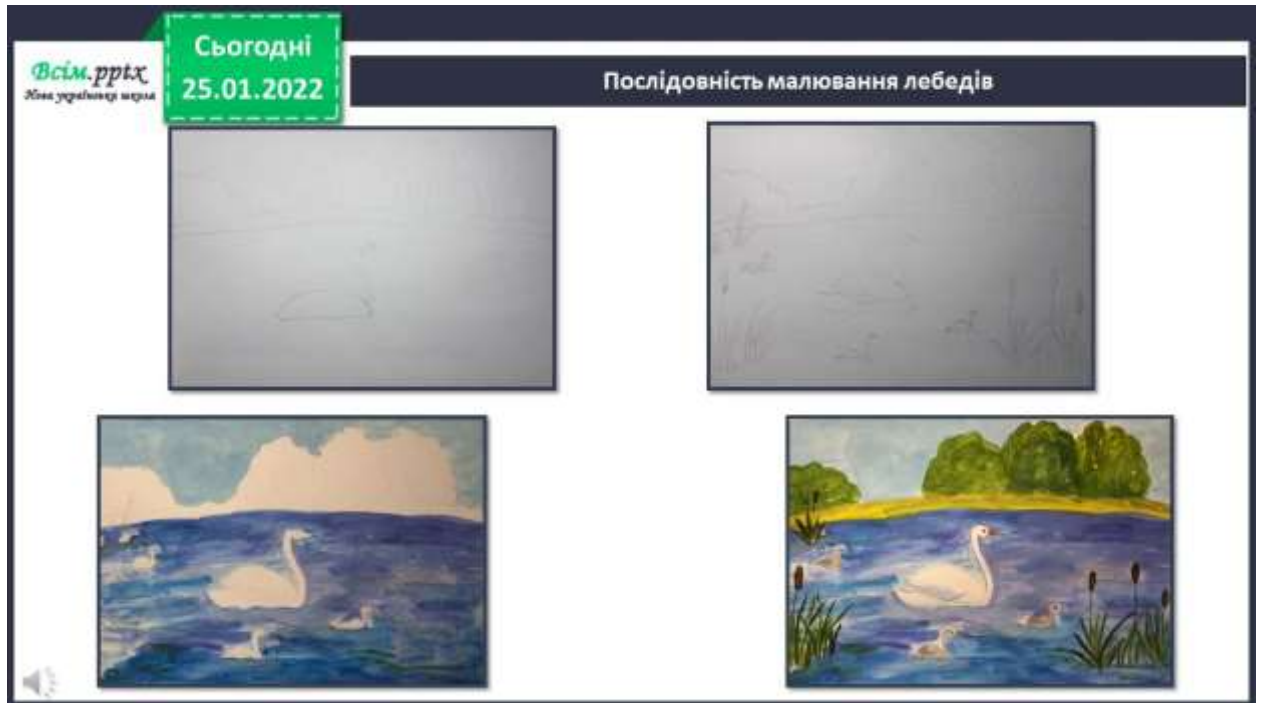 Всім.pptx
Нова українська школа
Сьогодні
25.01.2022
Послідовність малювання лебедів